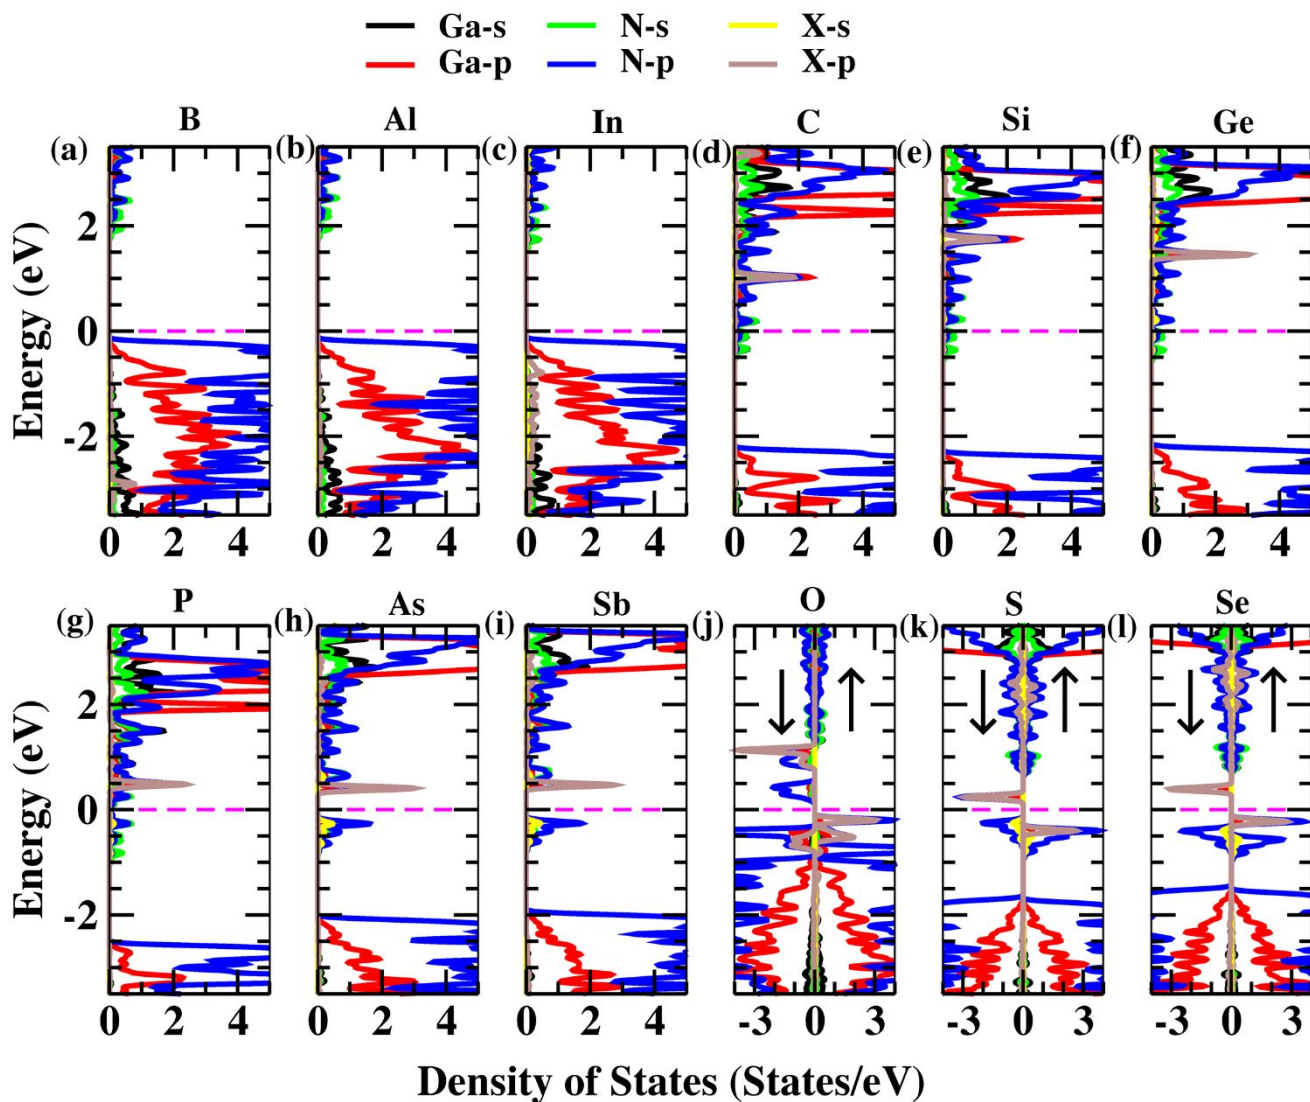 Ga-s N-s X-s
Ga-p N-p X-p
B Al In C Si Ge
(a) (b) (c) (d) (e) (f)
Energy (eV)
2
0
-2
0 2 4 0 2 4 0 2 4 0 2 4 0 2 4 0 2 4
P As Sb O S Se
(g) (h) (i) (j) (k) (l)
Energy (eV)
2
0
-2
0 2 4 0 2 4 0 2 4 -3 0 3 -3 0 3 -3 0 3
Density of States (States/eV)